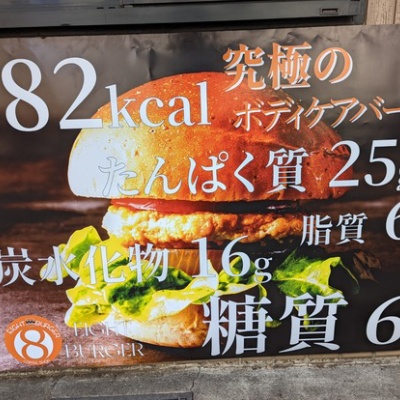 82kcal
究極の
ボディケアバー
たんぱく質 25g
脂質 6
炭水化物 16g
糖質 6
8
EIGHT
BURGER